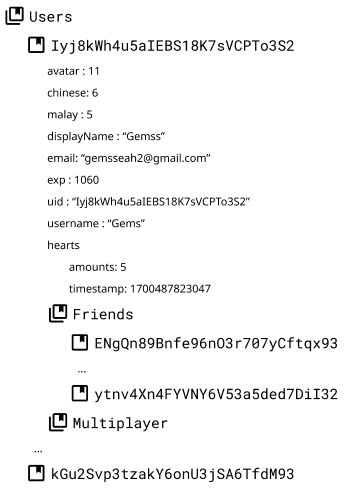 Users
Iyj8kWh4u5aIEBS18K7sVCPTo3S2
avatar : 11
chinese: 6
malay : 5
displayName : “Gemss”
email: “gemsseah2@gmail.com”
exp : 1060
uid : “Iyj8kWh4u5aIEBS18K7sVCPTo3S2”
username : “Gems”
hearts
amounts: 5
timestamp: 1700487823047
Friends
ENgQn89Bnfe96nO3r707yCftqx93
...
ytnv4Xn4FYVNY6V53a5ded7DiI32
Multiplayer
...
kGu2Svp3tzakY6onU3jSA6TfdM93